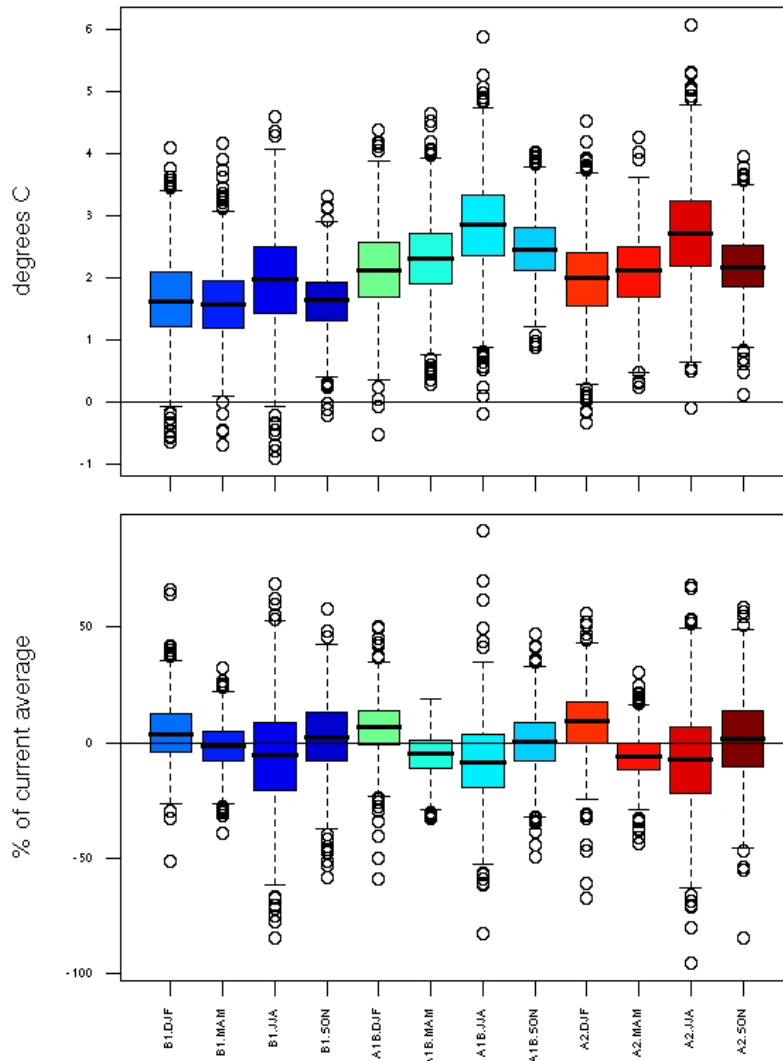 6
5
4
3
2
1
0
-1
degrees C
50
0
-50
-100
% of current average
B1.DJF
B1.MAM
B1.JJA
B1.SON
A1B.DJF
A1B.MAM
A1B.JJA
A1B.SON
A2.DJF
A2.MAM
A2.JJA
A2.SON